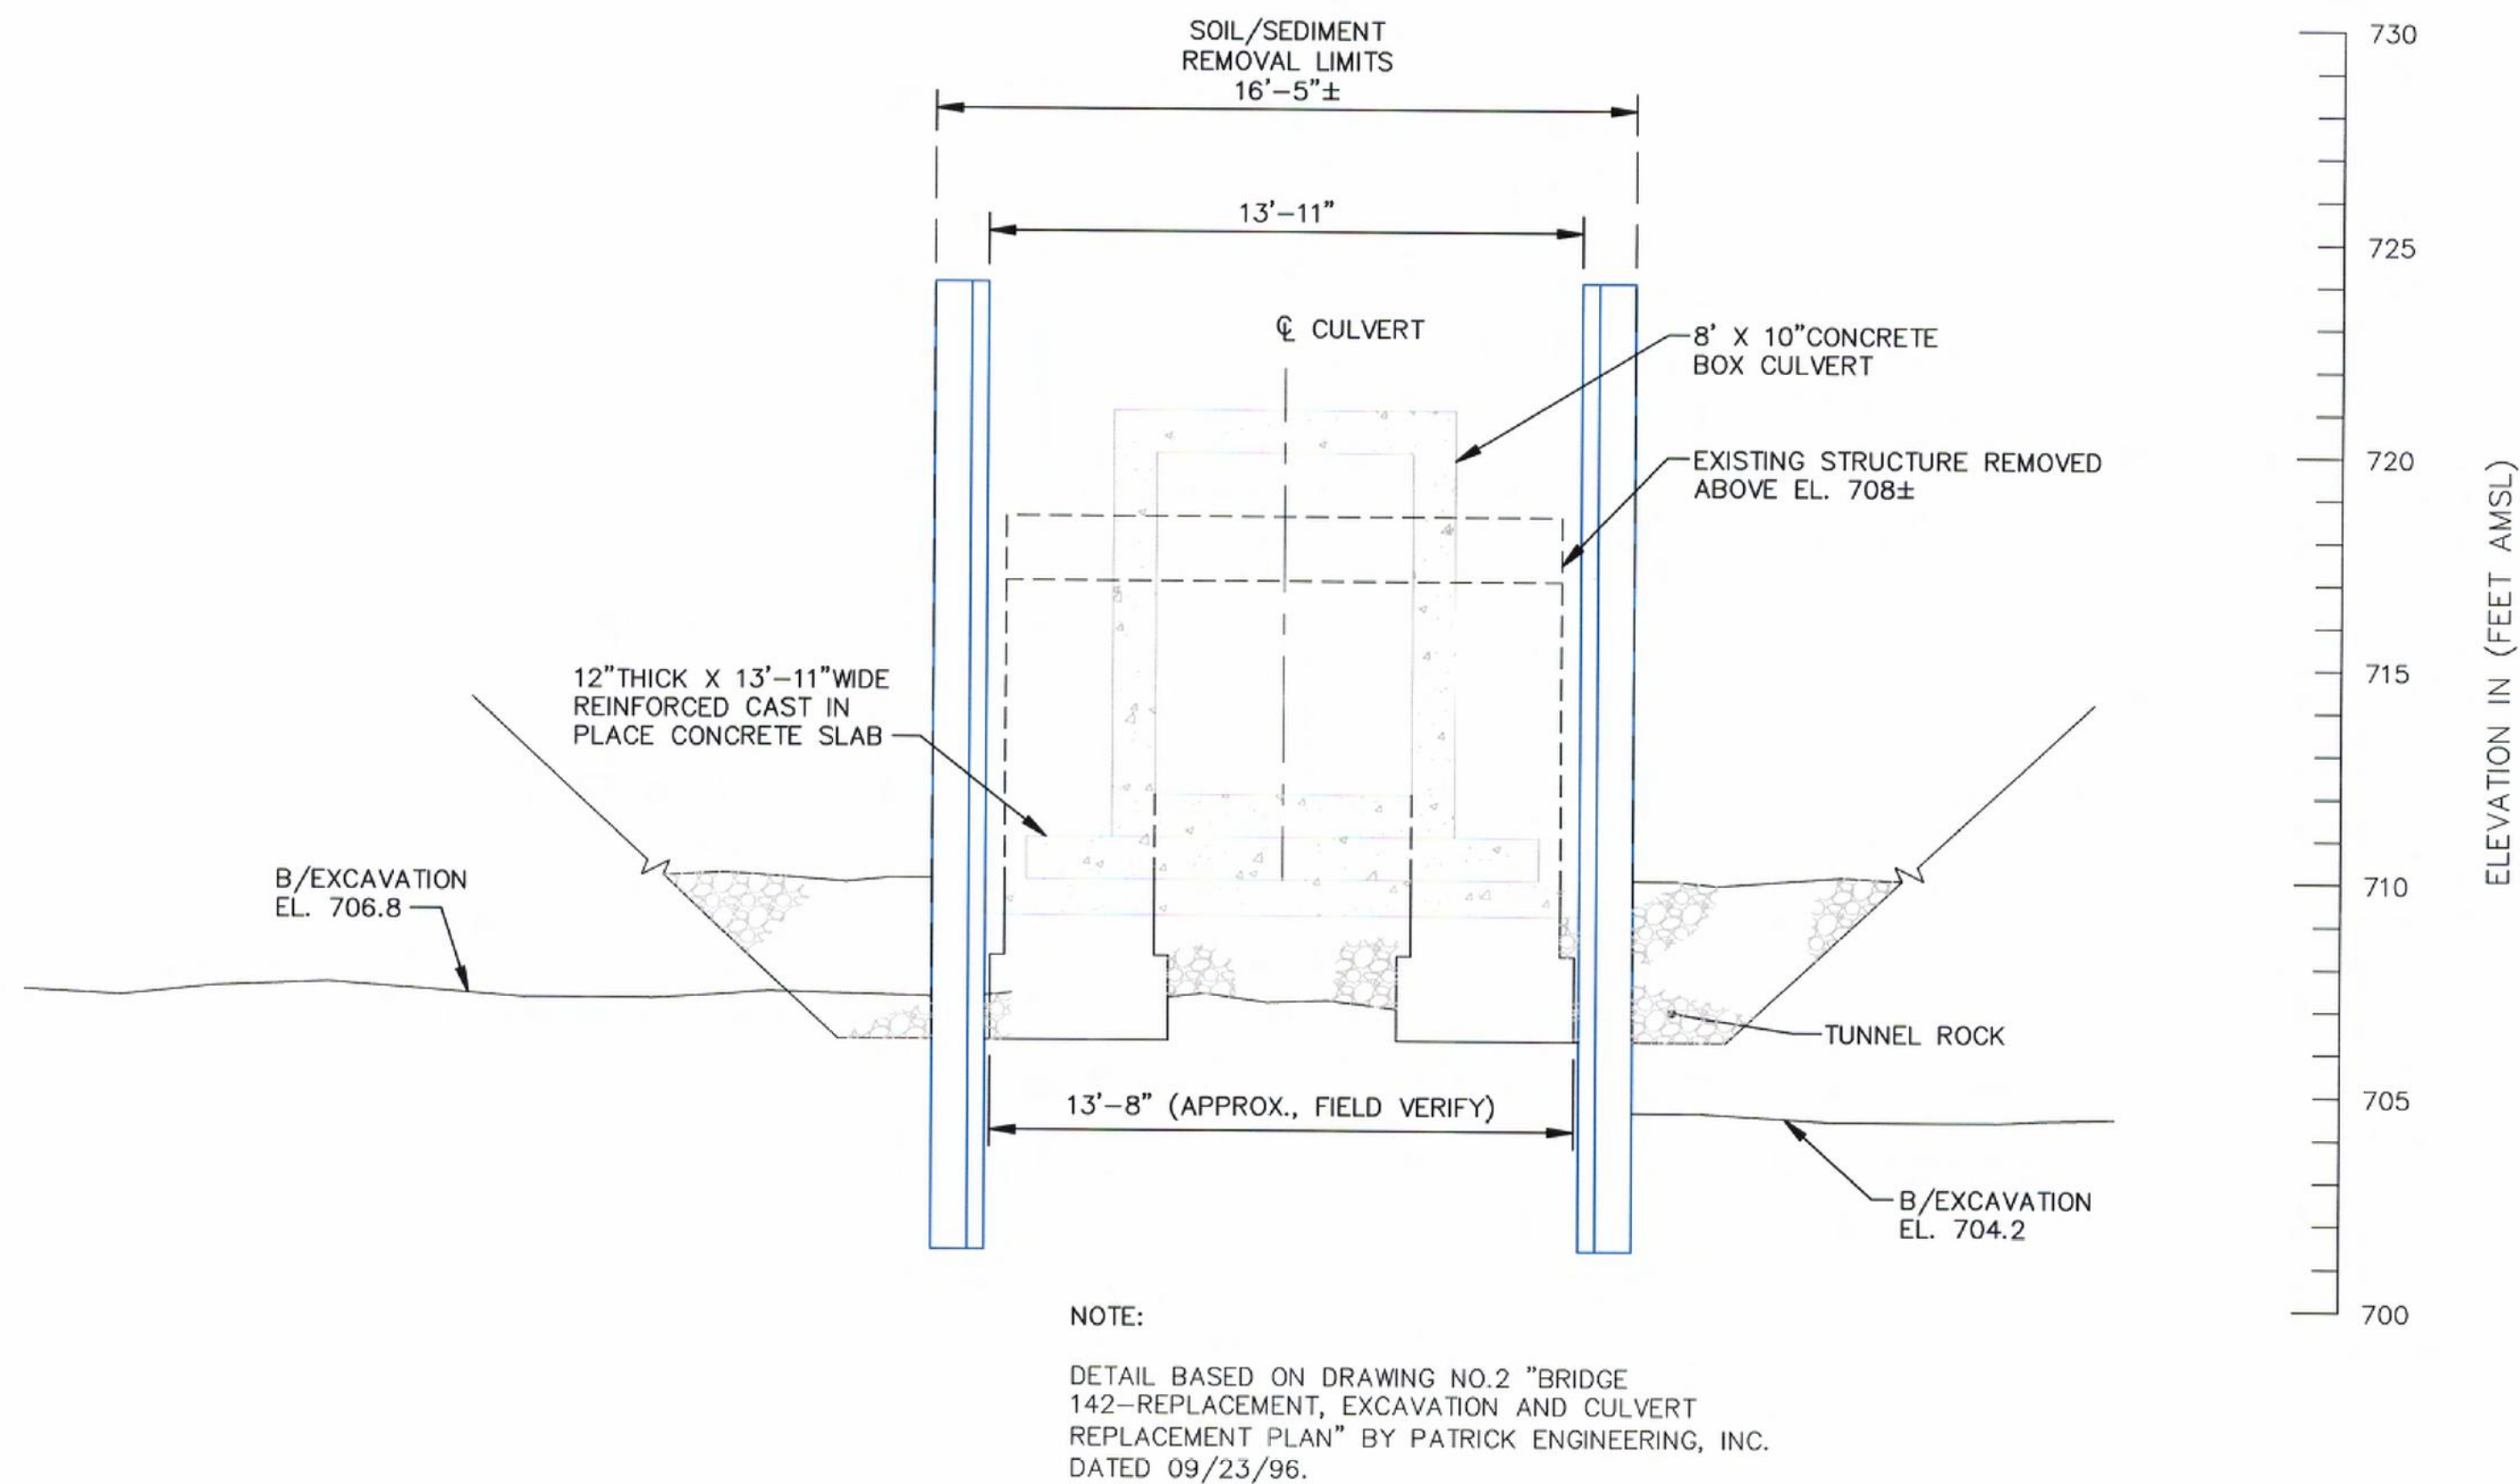 SOIL/SEDIMENT
REMOVAL LIMITS
16'-5"±
13'-11"
℄ CULVERT
8' X 10"CONCRETE
BOX CULVERT
EXISTING STRUCTURE REMOVED
ABOVE EL. 708±
12"THICK X 13'-11"WIDE
REINFORCED CAST IN
PLACE CONCRETE SLAB
B/EXCAVATION
EL. 706.8
TUNNEL ROCK
13'-8" (APPROX., FIELD VERIFY)
B/EXCAVATION
EL. 704.2
730
725
720
715
710
705
700
ELEVATION IN (FEET AMSL)
NOTE:
DETAIL BASED ON DRAWING NO.2 "BRIDGE
142-REPLACEMENT, EXCAVATION AND CULVERT
REPLACEMENT PLAN" BY PATRICK ENGINEERING, INC.
DATED 09/23/96.